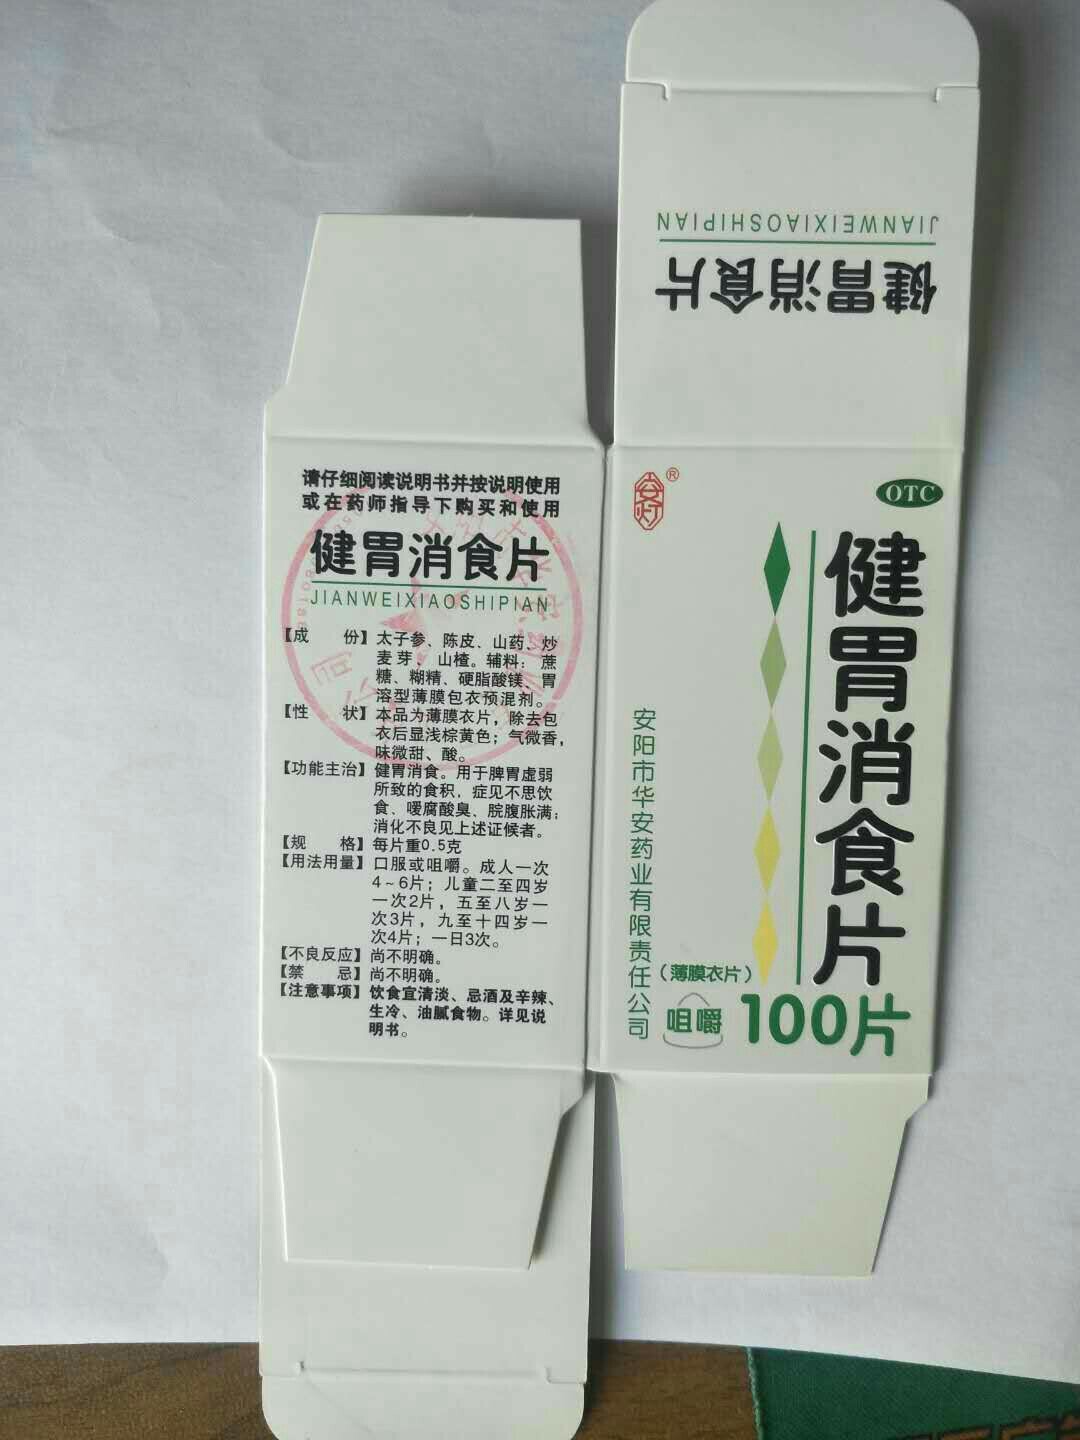 JIANWEIXIAOSHIPIAN
健胃消食片
请仔细阅读说明书并按说明使用
或在药师指导下购买和使用
健胃消食片
JIANWEIXIAOSHIPIAN
【成 份】太子参、陈皮、山药、炒
麦芽、山楂。辅料：蔗
糖、糊精、硬脂酸镁、胃
溶型薄膜包衣预混剂。
【性 状】本品为薄膜衣片，除去包
衣后显浅棕黄色；气微香，
味微甜、酸。
【功能主治】健胃消食。用于脾胃虚弱
所致的食积，症见不思饮
食、嗳腐酸臭、脘腹胀满；
消化不良见上述证候者。
【规 格】每片重0.5克
【用法用量】口服或咀嚼。成人一次
4～6片；儿童二至四岁
一次2片，五至八岁一
次3片，九至十四岁一
次4片；一日3次。
【不良反应】尚不明确。
【禁 忌】尚不明确。
【注意事项】饮食宜清淡、忌酒及辛辣、
生冷、油腻食物。详见说
明书。
®
OTC
健胃消食片
安阳市华安药业有限责任公司
（薄膜衣片）
咀嚼
100片